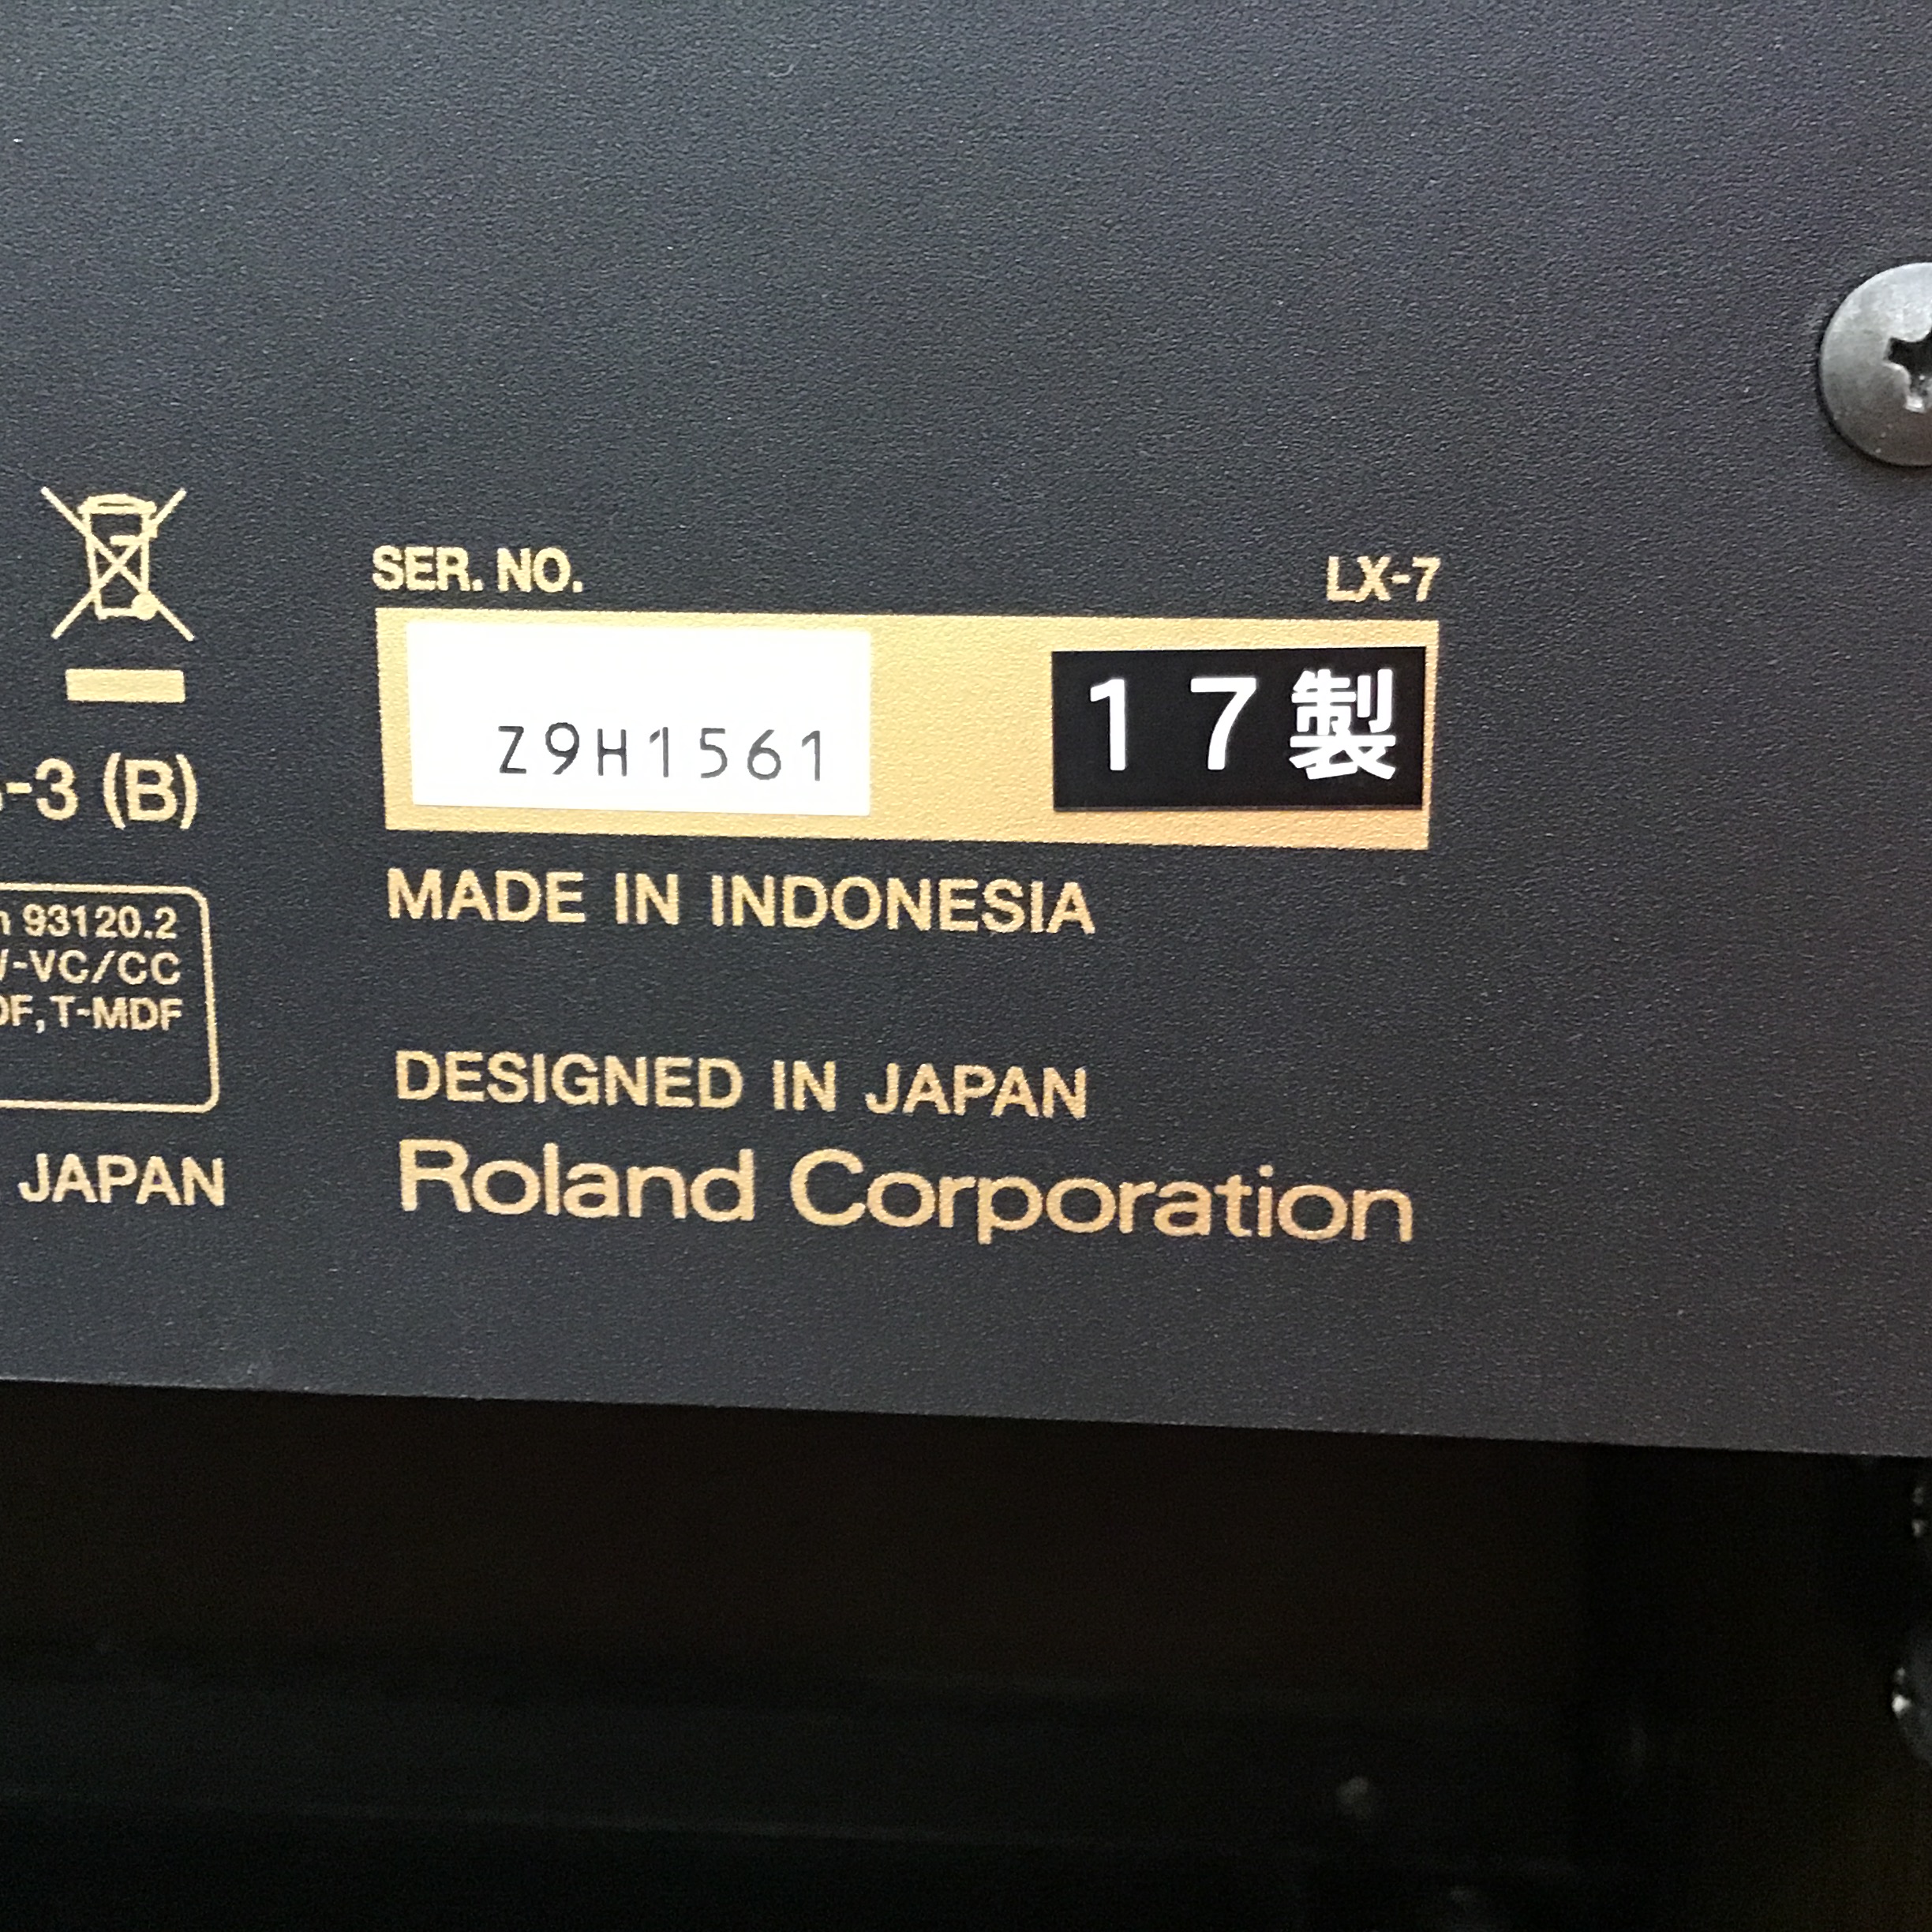 SER. NO.
LX-7
Z9H1561
17製
-3 (B)
MADE IN INDONESIA
93120.2
-VC/CC
T-MDF
DESIGNED IN JAPAN
JAPAN
Roland Corporation